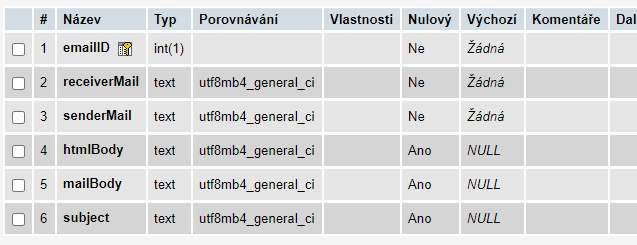 # Název Typ Porovnávání Vlastnosti Nulový Výchozí Komentáře Dal
1 emailID int(1) Ne Žádná
2 receiverMail text utf8mb4_general_ci Ne Žádná
3 senderMail text utf8mb4_general_ci Ne Žádná
4 htmlBody text utf8mb4_general_ci Ano NULL
5 mailBody text utf8mb4_general_ci Ano NULL
6 subject text utf8mb4_general_ci Ano NULL